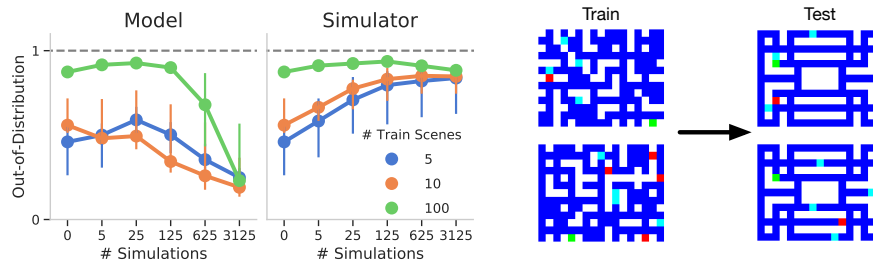 Model
Simulator
Train
Test
Out-of-Distribution
1
0
# Train Scenes
5
10
100
0 5 25 125 625 3125
0 5 25 125 625 3125
# Simulations
# Simulations